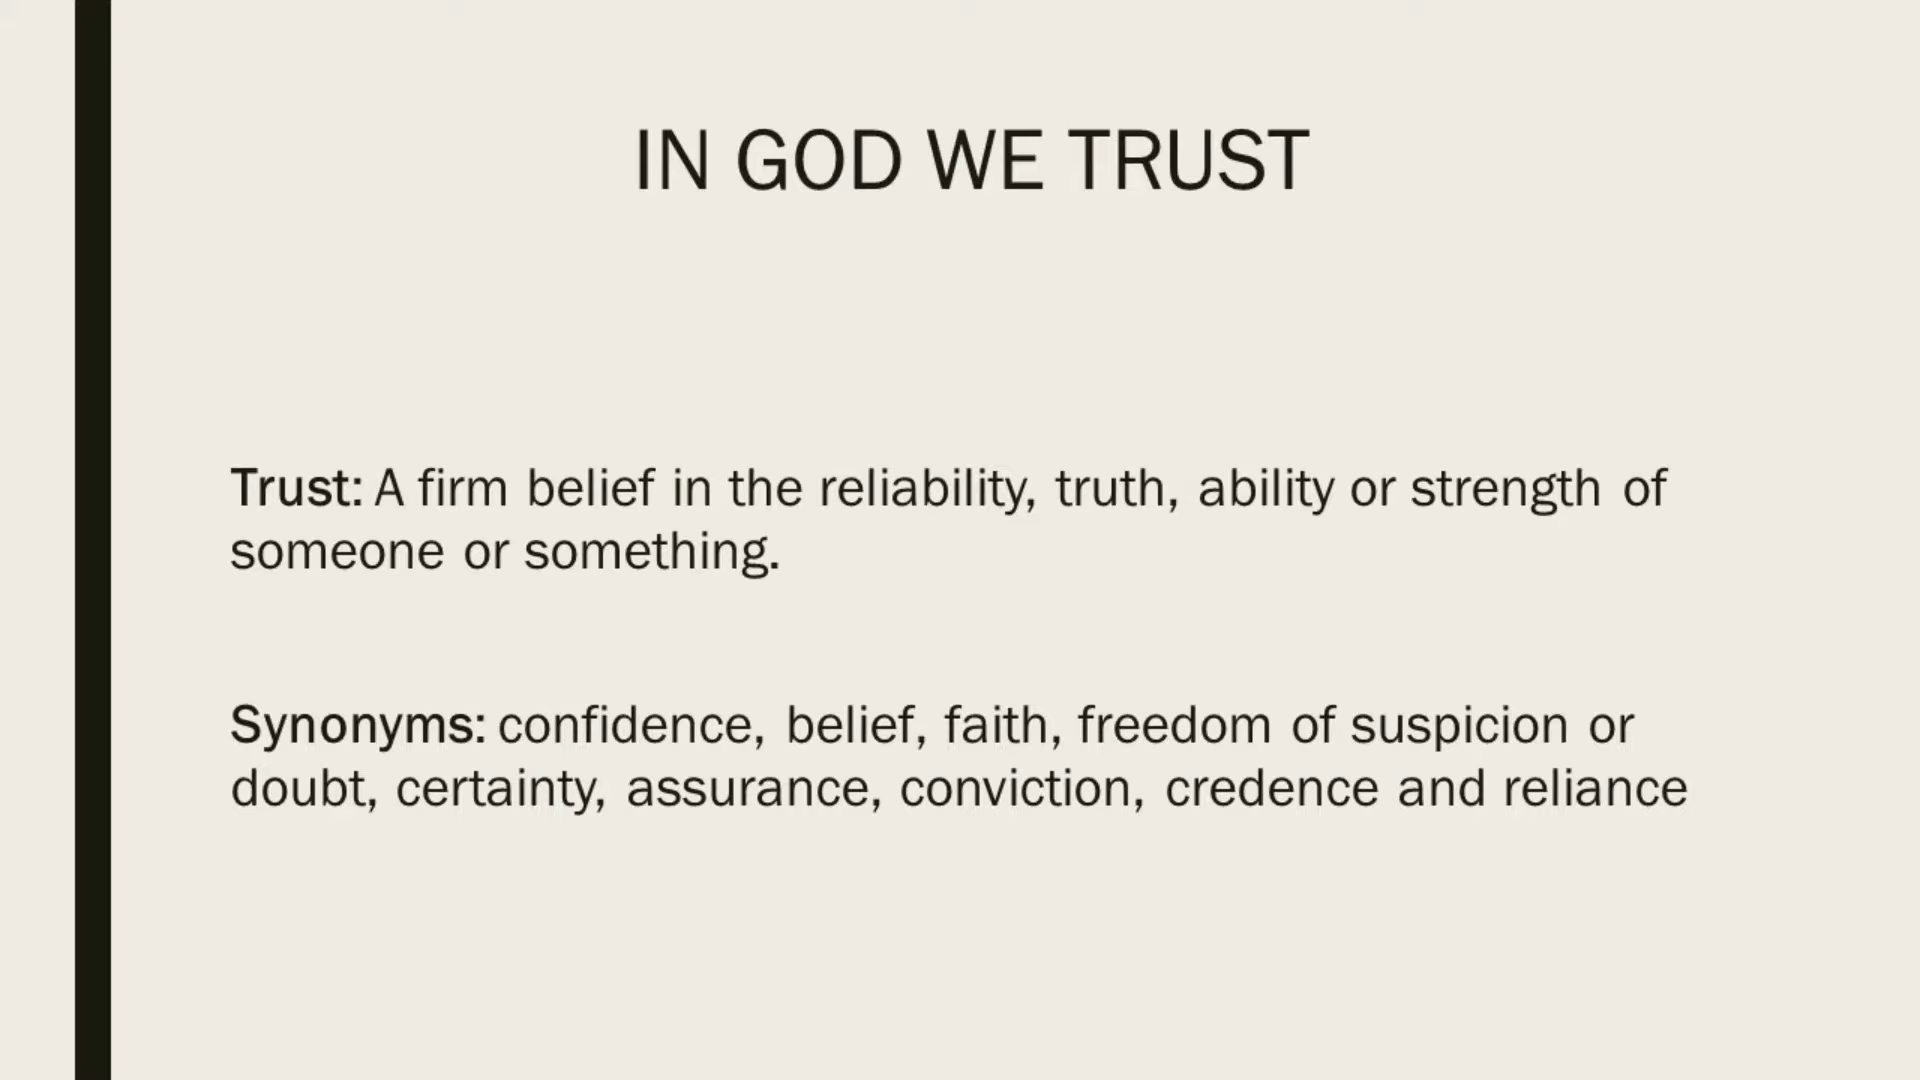 IN GOD WE TRUST
Trust: A firm belief in the reliability, truth, ability or strength of
someone or something.
Synonyms: confidence, belief, faith, freedom of suspicion or
doubt, certainty, assurance, conviction, credence and reliance